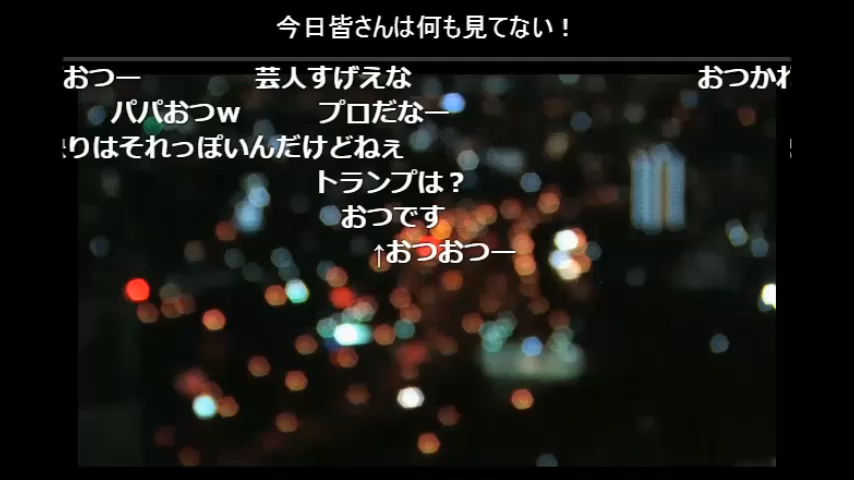 今日皆さんは何も見てない！
おつー 芸人すげえな おつかれ
パパおつｗ プロだなー
りはそれっぽいんだけどねぇ
トランプは？
おつです
↑おつおつー